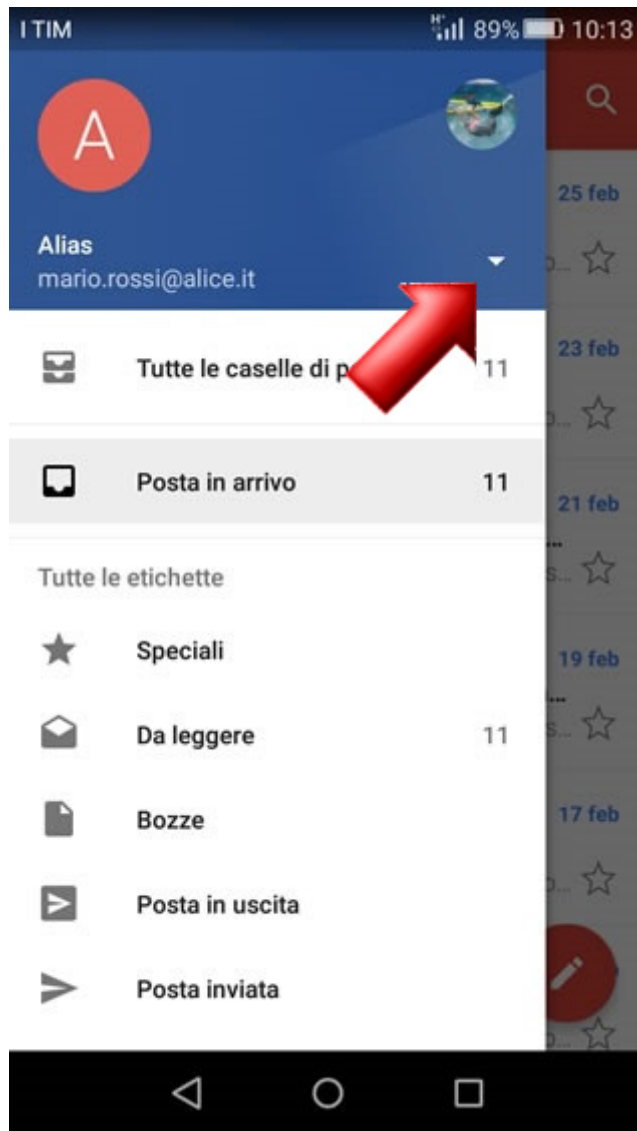 I TIM 89% 10:13
A
25 feb
Alias
mario.rossi@alice.it
Tutte le caselle di p 11
23 feb
Posta in arrivo 11
21 feb
Tutte le etichette
Speciali
19 feb
Da leggere 11
Bozze
17 feb
Posta in uscita
Posta inviata